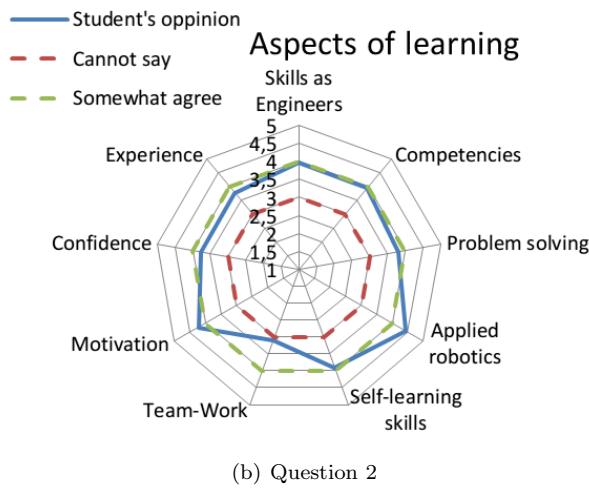 Student's oppinion
Cannot say
Somewhat agree
Aspects of learning
Skills as
Engineers
5
4,5
4
3,5
3
2,5
2
1,5
1
Experience
Competencies
Confidence
Problem solving
Motivation
Applied
robotics
Team-Work
Self-learning
skills
(b) Question 2